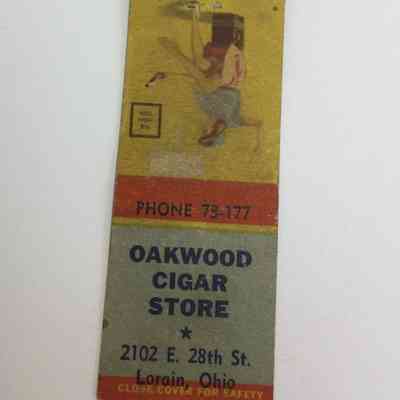 PHONE 73-177
OAKWOOD
CIGAR
STORE
★
2102 E. 28th St.
Lorain, Ohio
CLOSE COVER FOR SAFETY